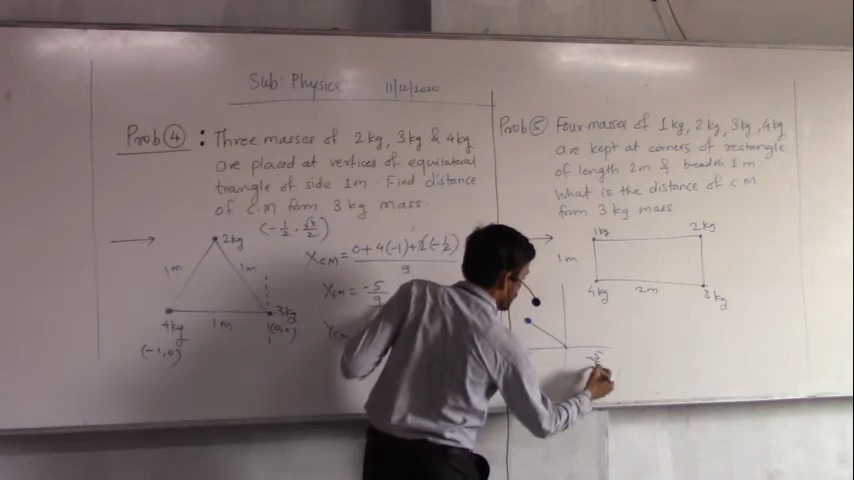 Sub: Physics 11/12/2020
Prob ④ : Three masses of 2kg, 3kg & 4kg
are placed at vertices of equilateral
triangle of side 1m. Find distance
of C.M from 3 kg mass.
(-1/2, √3/2)
2kg
1m 1m
4kg 1m 3kg
(-1,0) (0,0)
X_CM = 0+4(-1)+2(-1/2) / 9
X_CM = -5/9
Prob ⑤ Four masses of 1kg, 2kg, 3kg, 4kg
are kept at corners of rectangle
of length 2m & breadth 1m
what is the distance of CM
from 3 kg mass
1kg 2kg
1m
4kg 2m 3kg